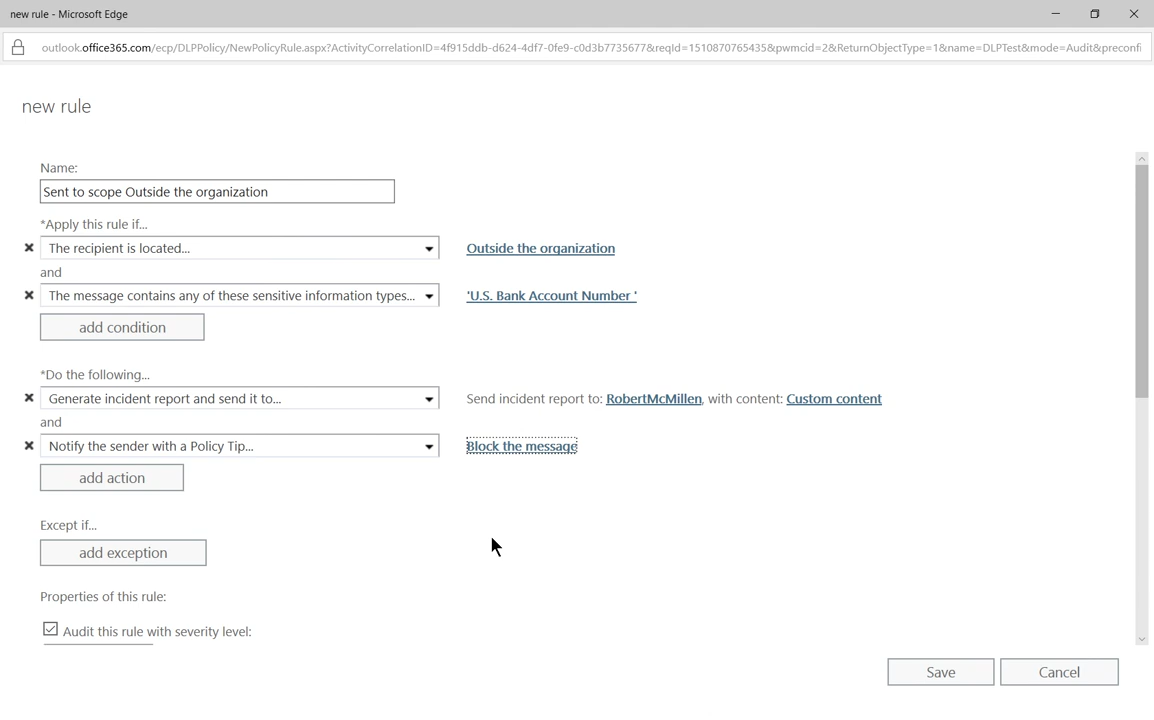 new rule - Microsoft Edge
outlook.office365.com/ecp/DLPPolicy/NewPolicyRule.aspx?ActivityCorrelationID=4f915ddb-d624-4df7-0fe9-c0d3b7735677&reqId=1510870765435&pwmcid=2&ReturnObjectType=1&name=DLPTest&mode=Audit&preconfi
new rule
Name:
Sent to scope Outside the organization
*Apply this rule if...
The recipient is located... Outside the organization
and
The message contains any of these sensitive information types... 'U.S. Bank Account Number '
add condition
*Do the following...
Generate incident report and send it to... Send incident report to: RobertMcMillen, with content: Custom content
and
Notify the sender with a Policy Tip... Block the message
add action
Except if...
add exception
Properties of this rule:
Audit this rule with severity level:
Save Cancel